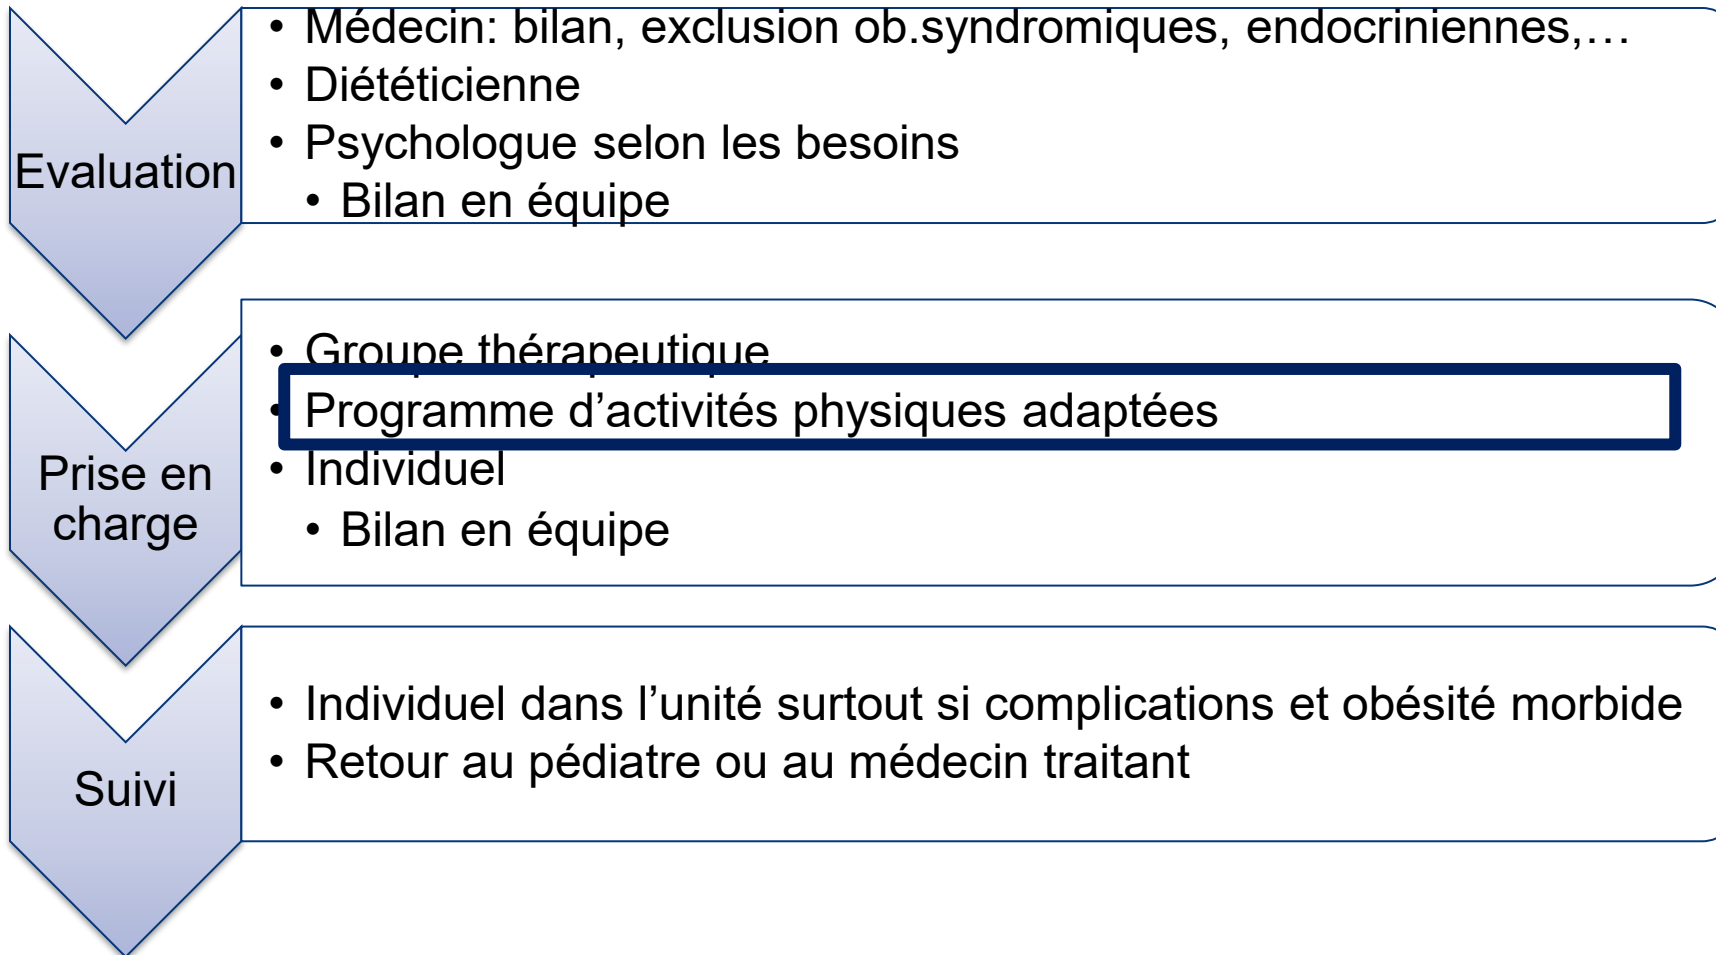 Evaluation
• Médecin: bilan, exclusion ob.syndromiques, endocriniennes,…
• Diététicienne
• Psychologue selon les besoins
• Bilan en équipe
Prise en
charge
• Groupe thérapeutique
• Programme d’activités physiques adaptées
• Individuel
• Bilan en équipe
Suivi
• Individuel dans l’unité surtout si complications et obésité morbide
• Retour au pédiatre ou au médecin traitant